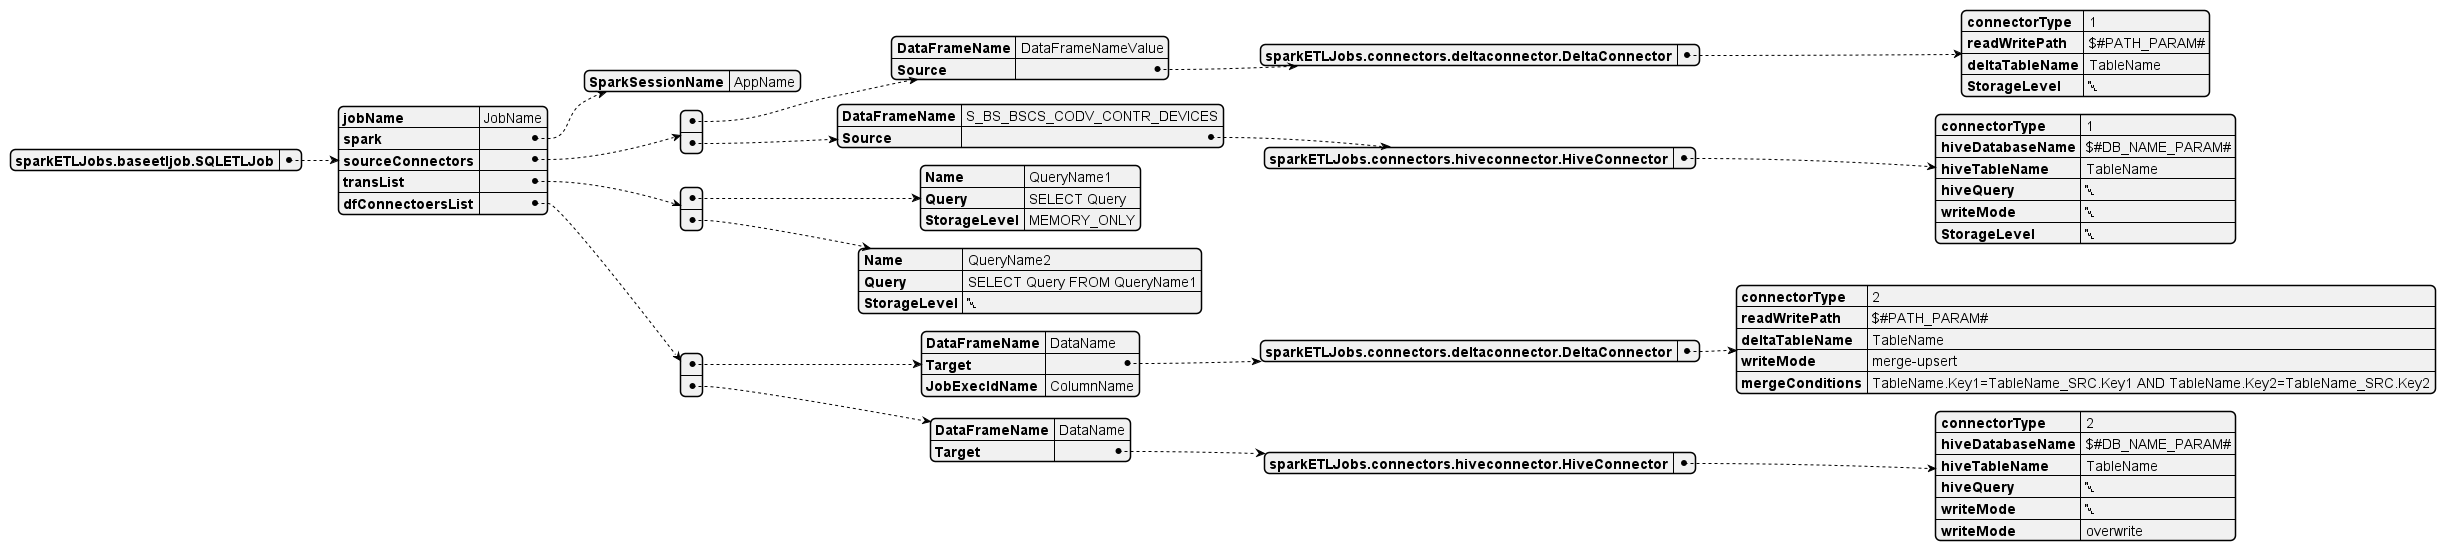 sparkETLJobs.baseetljob.SQLETLJob
jobName JobName
spark
sourceConnectors
transList
dfConnectoersList
SparkSessionName AppName
DataFrameName DataFrameNameValue
Source
sparkETLJobs.connectors.deltaconnector.DeltaConnector
connectorType 1
readWritePath $#PATH_PARAM#
deltaTableName TableName
StorageLevel
DataFrameName S_BS_BSCS_CODV_CONTR_DEVICES
Source
sparkETLJobs.connectors.hiveconnector.HiveConnector
connectorType 1
hiveDatabaseName $#DB_NAME_PARAM#
hiveTableName TableName
hiveQuery
writeMode
StorageLevel
Name QueryName1
Query SELECT Query
StorageLevel MEMORY_ONLY
Name QueryName2
Query SELECT Query FROM QueryName1
StorageLevel
DataFrameName DataName
Target
JobExecIdName ColumnName
sparkETLJobs.connectors.deltaconnector.DeltaConnector
connectorType 2
readWritePath $#PATH_PARAM#
deltaTableName TableName
writeMode merge-upsert
mergeConditions TableName.Key1=TableName_SRC.Key1 AND TableName.Key2=TableName_SRC.Key2
DataFrameName DataName
Target
sparkETLJobs.connectors.hiveconnector.HiveConnector
connectorType 2
hiveDatabaseName $#DB_NAME_PARAM#
hiveTableName TableName
hiveQuery
writeMode
writeMode overwrite